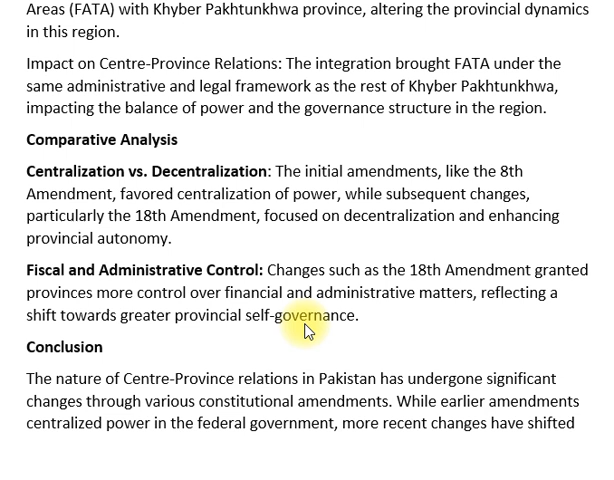 Areas (FATA) with Khyber Pakhtunkhwa province, altering the provincial dynamics
in this region.
Impact on Centre-Province Relations: The integration brought FATA under the
same administrative and legal framework as the rest of Khyber Pakhtunkhwa,
impacting the balance of power and the governance structure in the region.
Comparative Analysis
Centralization vs. Decentralization: The initial amendments, like the 8th
Amendment, favored centralization of power, while subsequent changes,
particularly the 18th Amendment, focused on decentralization and enhancing
provincial autonomy.
Fiscal and Administrative Control: Changes such as the 18th Amendment granted
provinces more control over financial and administrative matters, reflecting a
shift towards greater provincial self-governance.
Conclusion
The nature of Centre-Province relations in Pakistan has undergone significant
changes through various constitutional amendments. While earlier amendments
centralized power in the federal government, more recent changes have shifted